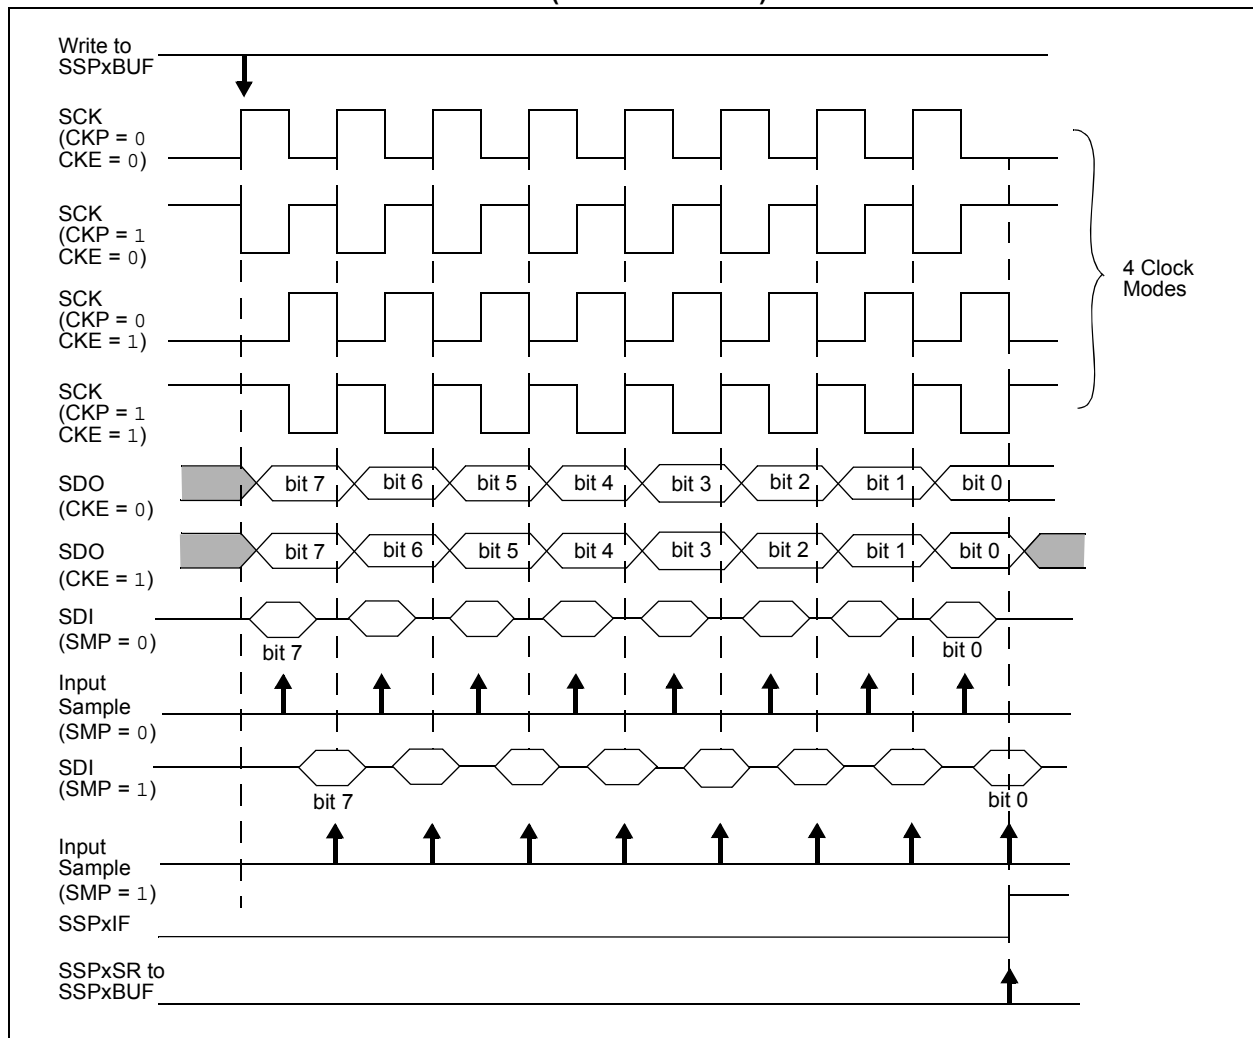 Write to
SSPxBUF
SCK
(CKP = 0
CKE = 0)
SCK
(CKP = 1
CKE = 0)
4 Clock
Modes
SCK
(CKP = 0
CKE = 1)
SCK
(CKP = 1
CKE = 1)
SDO
(CKE = 0)
bit 7 bit 6 bit 5 bit 4 bit 3 bit 2 bit 1 bit 0
SDO
(CKE = 1)
bit 7 bit 6 bit 5 bit 4 bit 3 bit 2 bit 1 bit 0
SDI
(SMP = 0)
bit 7 bit 0
Input
Sample
(SMP = 0)
SDI
(SMP = 1)
bit 7 bit 0
Input
Sample
(SMP = 1)
SSPxIF
SSPxSR to
SSPxBUF